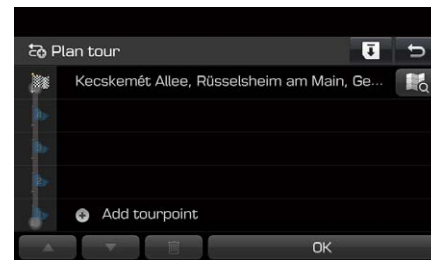 Plan tour
Kecskemét Allee, Rüsselsheim am Main, Ge...
Add tourpoint
OK